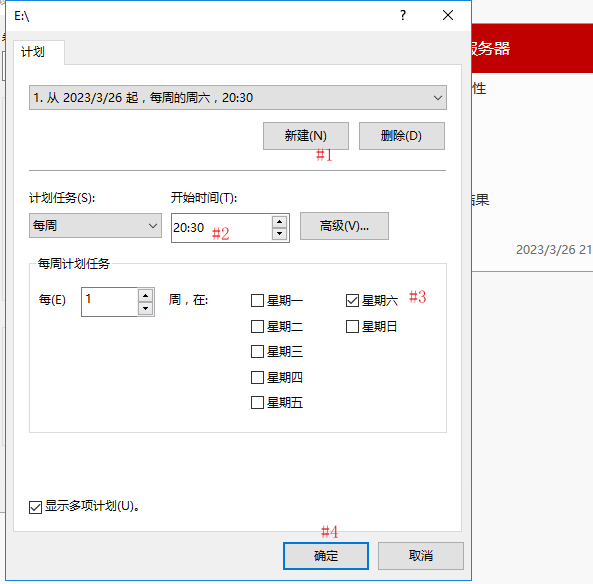 E:\
?
计划
1. 从 2023/3/26 起，每周的周六，20:30
新建(N) 删除(D)
#1
计划任务(S): 开始时间(T):
每周 20:30 #2 高级(V)...
每周计划任务
每(E) 1 周，在: 星期一 星期六 #3
星期二 星期日
星期三
星期四
星期五
显示多项计划(U)。
#4
确定 取消
服务器
性
结果
2023/3/26 21